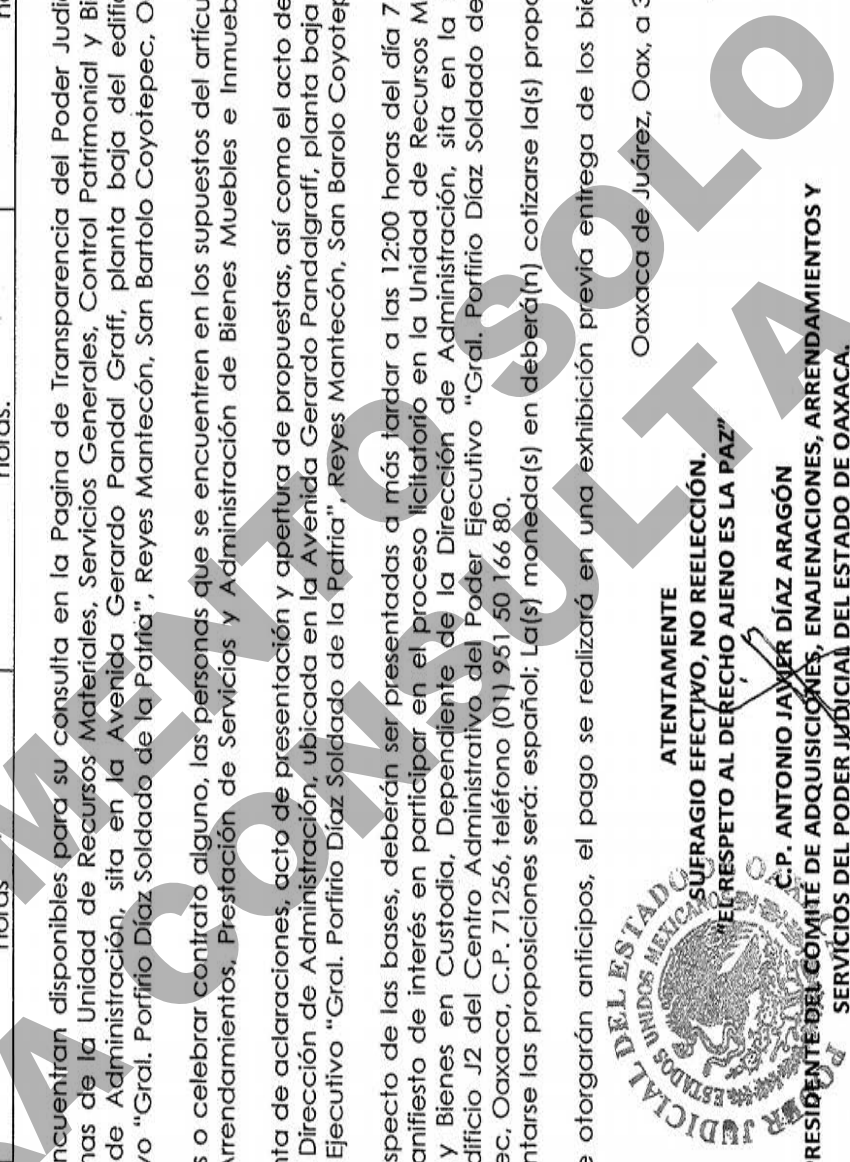 horas
horas.
ncuentran disponibles para su consulta en la Pagina de Transparencia del Poder Judic
nas de la Unidad de Recursos Materiales, Servicios Generales, Control Patrimonial y Bi
de Administración, sita en la Avenida Gerardo Pandal Graff, planta baja del edific
vo "Gral. Porfirio Díaz Soldado de la Patria", Reyes Mantecón, San Bartolo Coyotepec, O
s o celebrar contrato alguno, las personas que se encuentren en los supuestos del artícu
Arrendamientos, Prestación de Servicios y Administración de Bienes Muebles e Inmueb
nta de aclaraciones, acto de presentación y apertura de propuestas, así como el acto de
Dirección de Administración, ubicada en la Avenida Gerardo Pandalgraff, planta baja
Ejecutivo "Gral. Porfirio Díaz Soldado de la Patria", Reyes Mantecón, San Barolo Coyotep
specto de las bases, deberán ser presentadas a más tardar a las 12:00 horas del día 7
anifiesto de interés en participar en el proceso licitatorio en la Unidad de Recursos M
y Bienes en Custodia, Dependiente de la Dirección de Administración, sita en la
dificio J2 del Centro Administrativo del Poder Ejecutivo "Gral. Porfirio Díaz Soldado de
ec, Oaxaca, C.P. 71256, teléfono (01) 951 50 166 80.
ntarse las proposiciones será: español; La(s) moneda(s) en deberá(n) cotizarse la(s) propo
e otorgarán anticipos, el pago se realizará en una exhibición previa entrega de los bie
Oaxaca de Juárez, Oax, a 3
ATENTAMENTE
SUFRAGIO EFECTIVO, NO REELECCIÓN.
"EL RESPETO AL DERECHO AJENO ES LA PAZ"
C.P. ANTONIO JAVIER DÍAZ ARAGÓN
PRESIDENTE DEL COMITÉ DE ADQUISICIONES, ENAJENACIONES, ARRENDAMIENTOS Y
SERVICIOS DEL PODER JUDICIAL DEL ESTADO DE OAXACA.
PODER JUDICIAL DEL ESTADO
ESTADOS UNIDOS MEXICANOS
MENTO SOLO
A CONSULTA